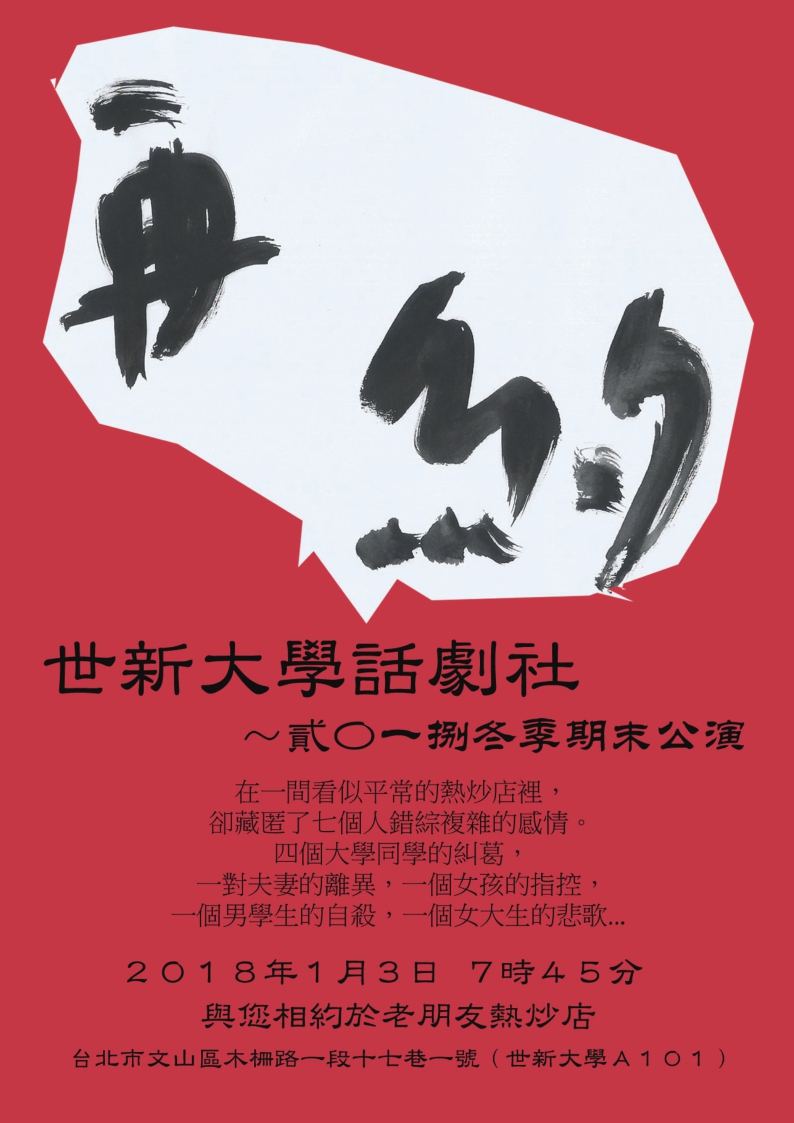 再
約
世新大學話劇社
～貳〇一捌冬季期末公演
在一間看似平常的熱炒店裡，
卻藏匿了七個人錯綜複雜的感情。
四個大學同學的糾葛，
一對夫妻的離異，一個女孩的指控，
一個男學生的自殺，一個女大生的悲歌...
２０１８年１月３日 ７時４５分
與您相約於老朋友熱炒店
台北市文山區木柵路一段十七巷一號（世新大學Ａ１０１）